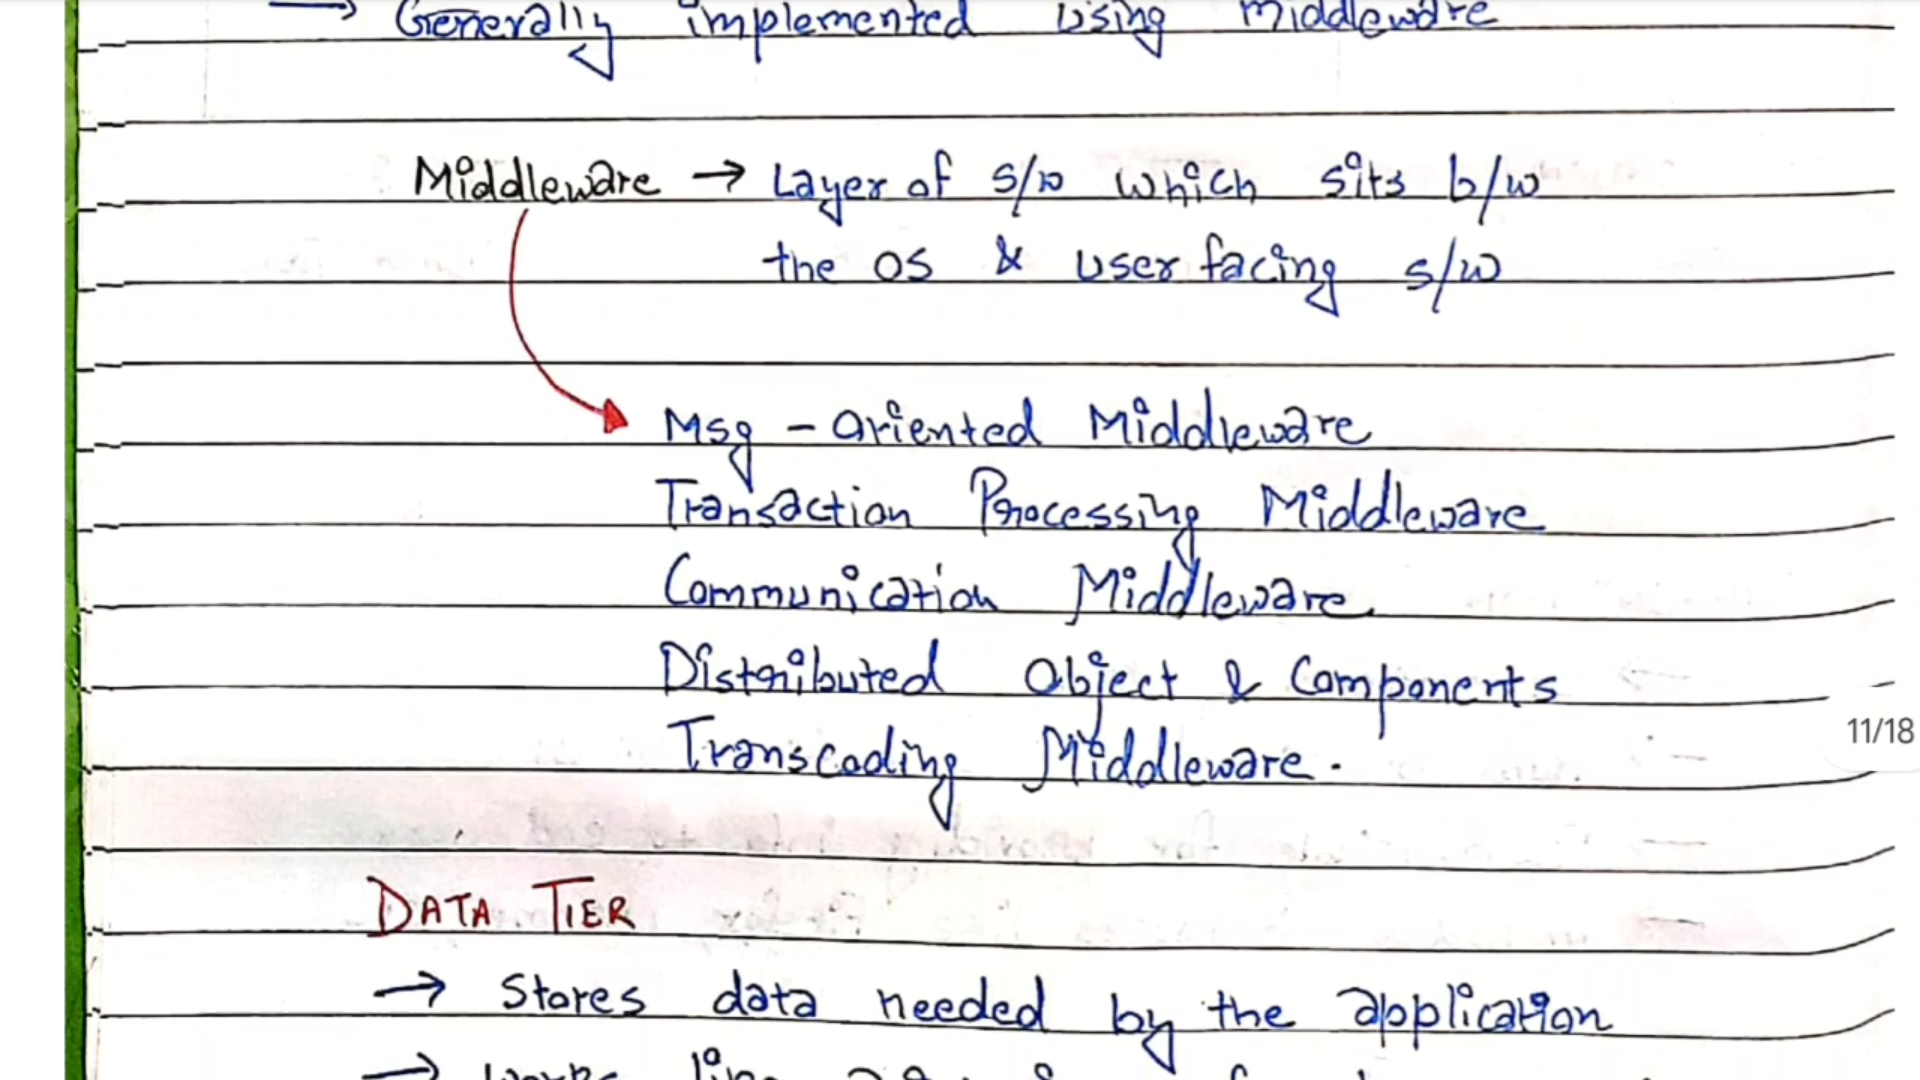 → Generally implemented using Middleware
Middleware → Layer of s/w which sits b/w
the OS & user facing s/w
Msg - Oriented Middleware
Transaction Processing Middleware
Communication Middleware
Distributed Object & Components
Transcoding Middleware.
11/18
DATA TIER
→ Stores data needed by the application
→ Works